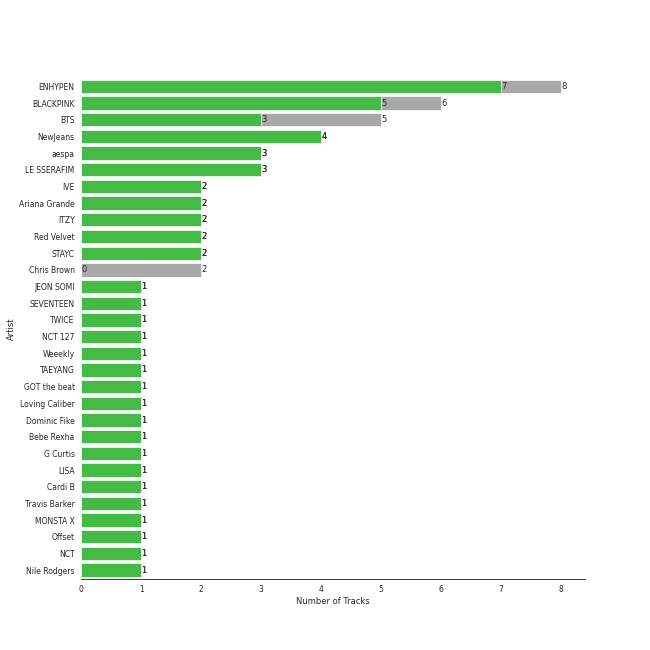 ENHYPEN 7 8
BLACKPINK 5 6
BTS 3 5
NewJeans 4
aespa 3
LE SSERAFIM 3
IVE 2
Ariana Grande 2
ITZY 2
Red Velvet 2
STAYC 2
Chris Brown 0 2
JEON SOMI 1
SEVENTEEN 1
TWICE 1
NCT 127 1
Weeekly 1
TAEYANG 1
GOT the beat 1
Loving Caliber 1
Dominic Fike 1
Bebe Rexha 1
G Curtis 1
LISA 1
Cardi B 1
Travis Barker 1
MONSTA X 1
Offset 1
NCT 1
Nile Rodgers 1
Artist
0 1 2 3 4 5 6 7 8
Number of Tracks